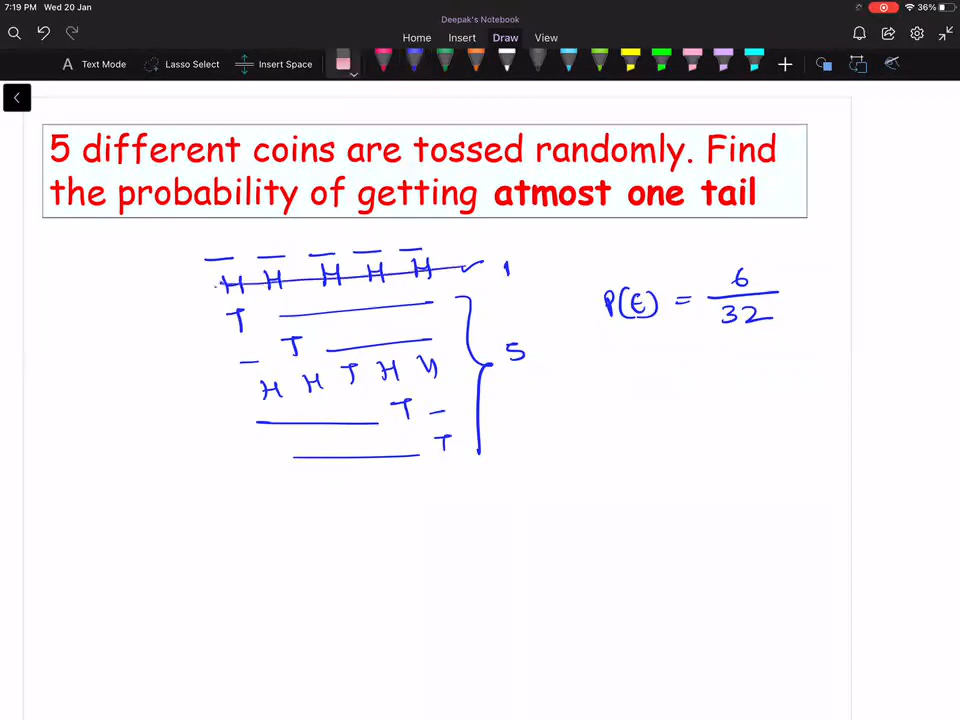 7:19 PM Wed 20 Jan
36%
Deepak's Notebook
Home Insert Draw View
Text Mode Lasso Select Insert Space
5 different coins are tossed randomly. Find
the probability of getting atmost one tail
H H H H H 1
T
T
H H T H H
T
T
5
P(E) = 6/32